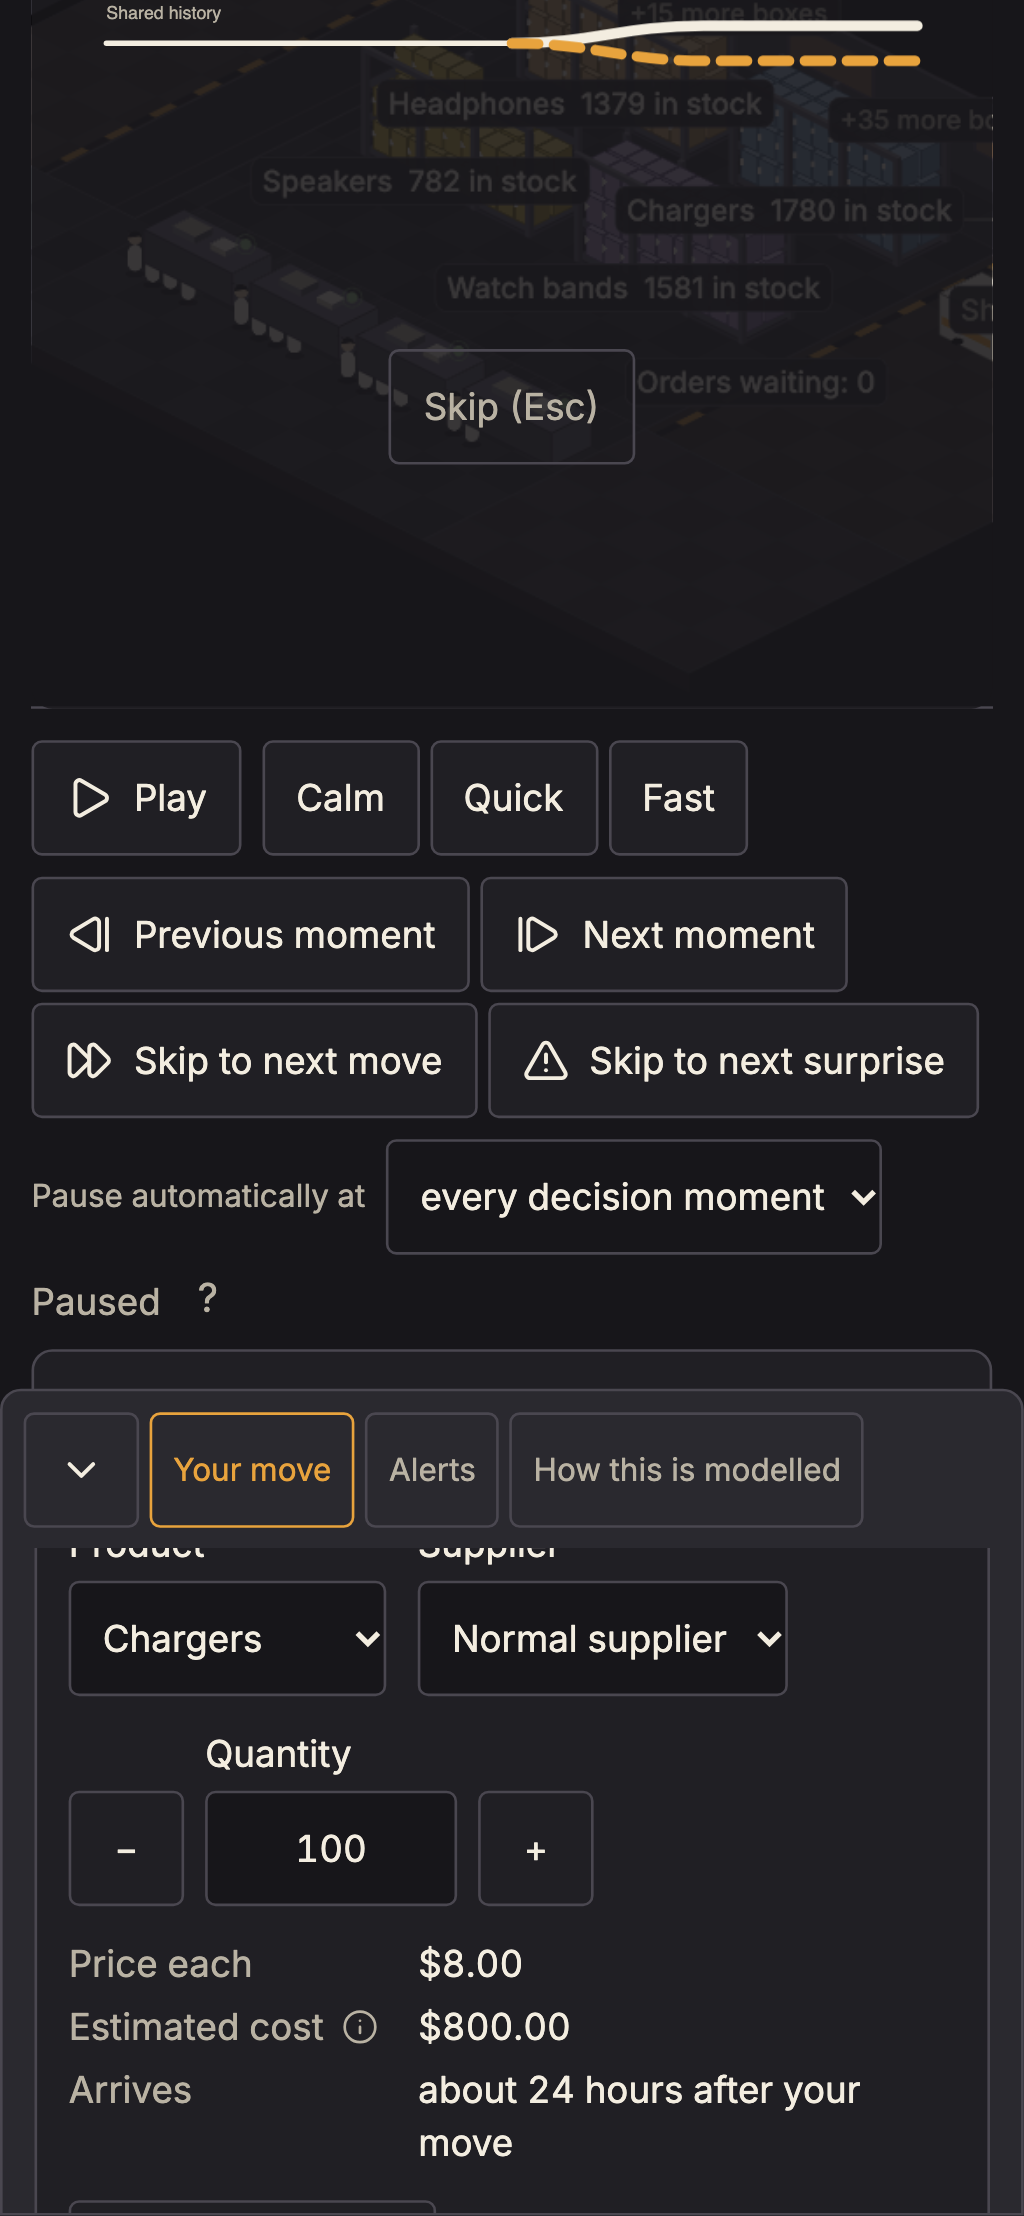 Shared history
+15 more boxes
Headphones 1379 in stock
+35 more bo
Speakers 782 in stock
Chargers 1780 in stock
Watch bands 1581 in stock
Sh
Skip (Esc)
Orders waiting: 0
Play
Calm
Quick
Fast
Previous moment
Next moment
Skip to next move
Skip to next surprise
Pause automatically at
every decision moment
Paused ?
Your move
Alerts
How this is modelled
Product
Supplier
Chargers
Normal supplier
Quantity
–
100
+
Price each
$8.00
Estimated cost
$800.00
Arrives
about 24 hours after your
move